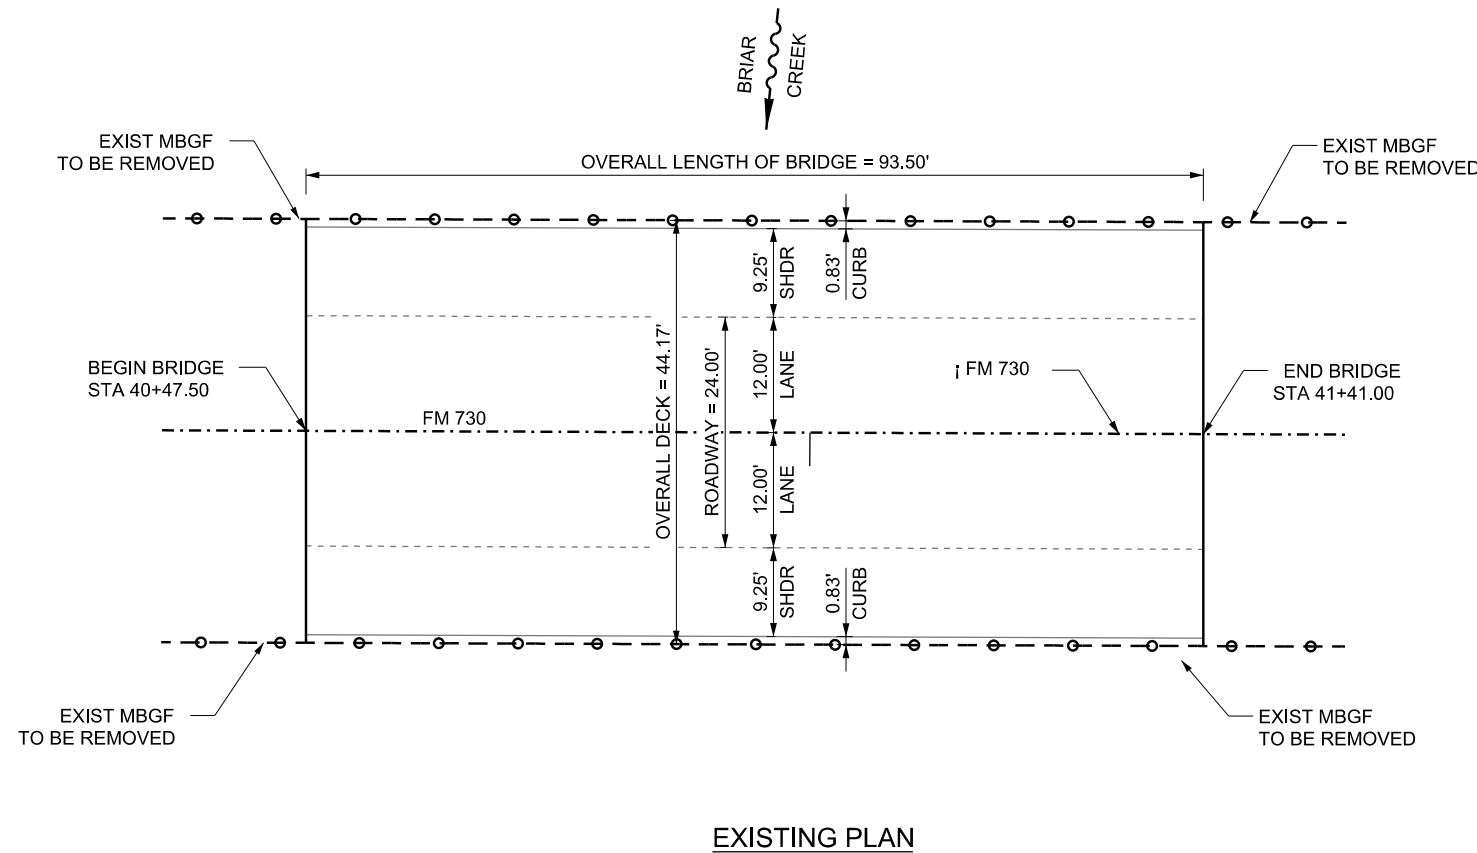 BRIAR
CREEK
EXIST MBGF
TO BE REMOVED
OVERALL LENGTH OF BRIDGE = 93.50'
EXIST MBGF
TO BE REMOVED
9.25'
SHDR
0.83'
CURB
BEGIN BRIDGE
STA 40+47.50
OVERALL DECK = 44.17'
ROADWAY = 24.00'
12.00'
LANE
¡ FM 730
END BRIDGE
STA 41+41.00
FM 730
12.00'
LANE
9.25'
SHDR
0.83'
CURB
EXIST MBGF
TO BE REMOVED
EXIST MBGF
TO BE REMOVED
EXISTING PLAN